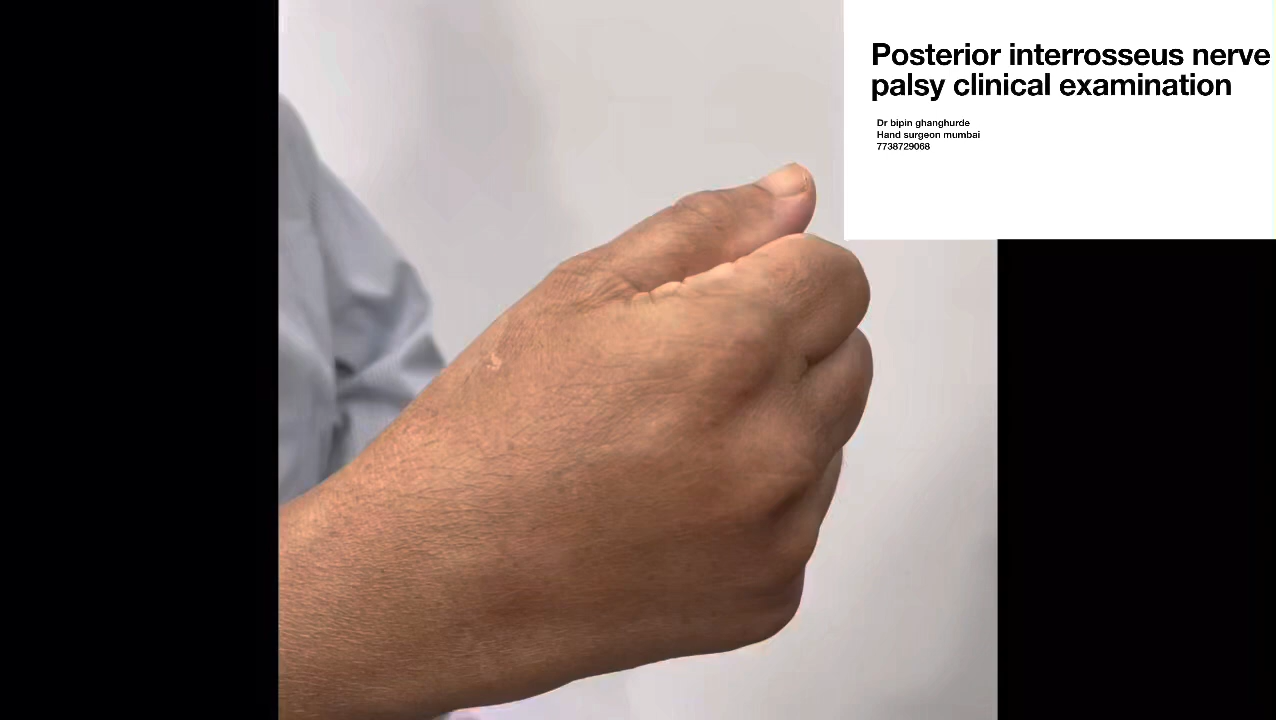 Posterior interrosseus nerve
palsy clinical examination
Dr bipin ghanghurde
Hand surgeon mumbai
7738729068